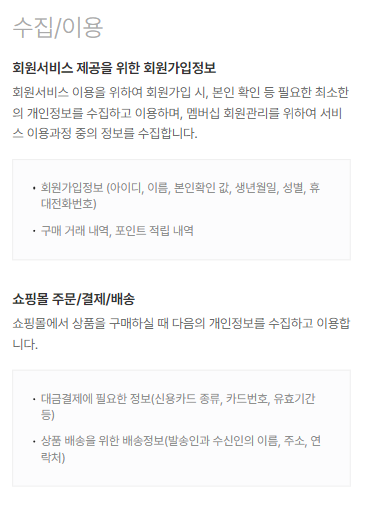 수집/이용
회원서비스 제공을 위한 회원가입정보
회원서비스 이용을 위하여 회원가입 시, 본인 확인 등 필요한 최소한
의 개인정보를 수집하고 이용하며, 멤버십 회원관리를 위하여 서비
스 이용과정 중의 정보를 수집합니다.
• 회원가입정보 (아이디, 이름, 본인확인 값, 생년월일, 성별, 휴
대전화번호)
• 구매 거래 내역, 포인트 적립 내역
쇼핑몰 주문/결제/배송
쇼핑몰에서 상품을 구매하실 때 다음의 개인정보를 수집하고 이용합
니다.
• 대금결제에 필요한 정보(신용카드 종류, 카드번호, 유효기간
등)
• 상품 배송을 위한 배송정보(발송인과 수신인의 이름, 주소, 연
락처)